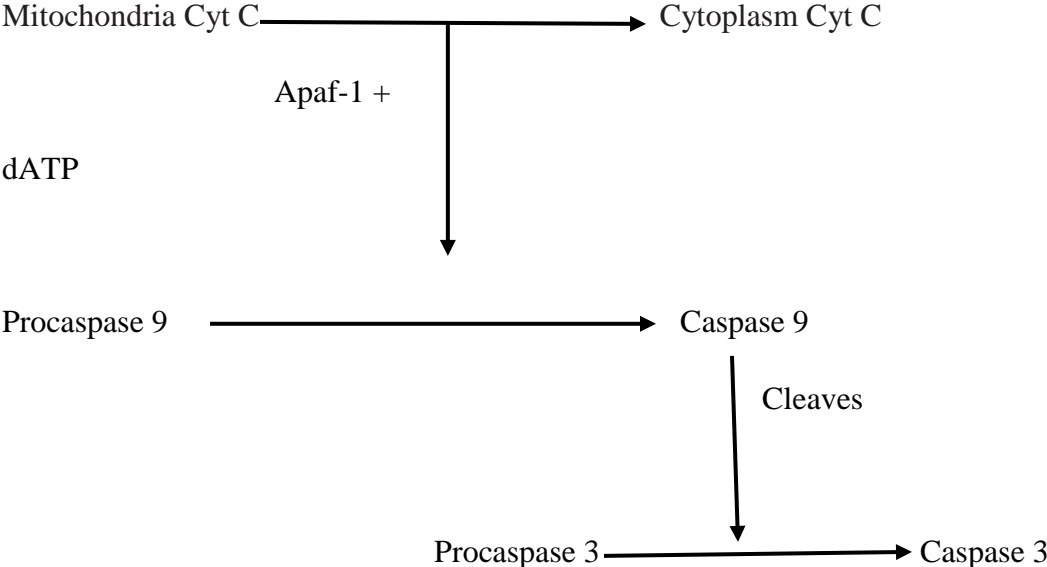 Mitochondria Cyt C Cytoplasm Cyt C
Apaf-1 +
dATP
Procaspase 9 Caspase 9
Cleaves
Procaspase 3 Caspase 3